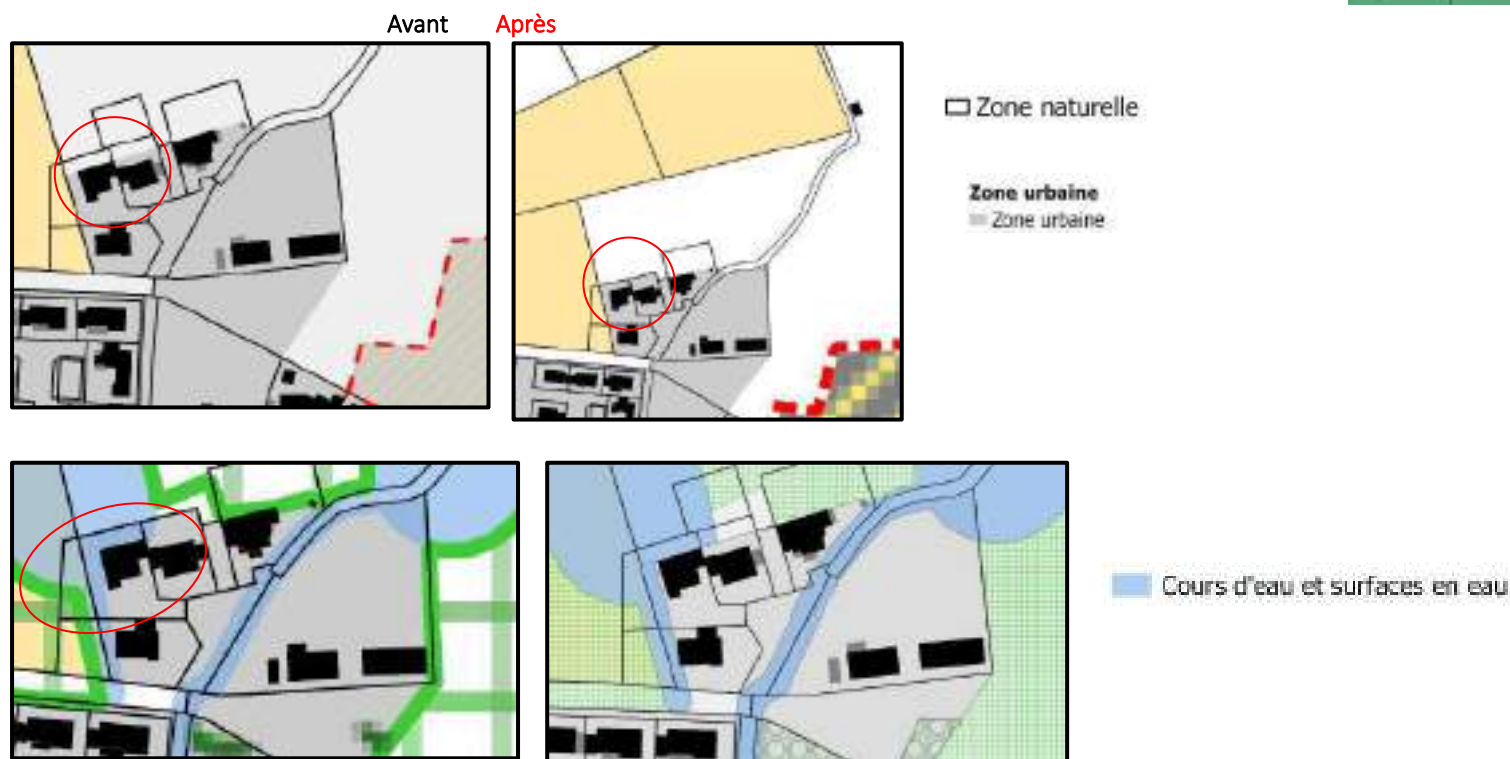 Avant Après
Zone naturelle
Zone urbaine
Zone urbaine
Cours d'eau et surfaces en eau